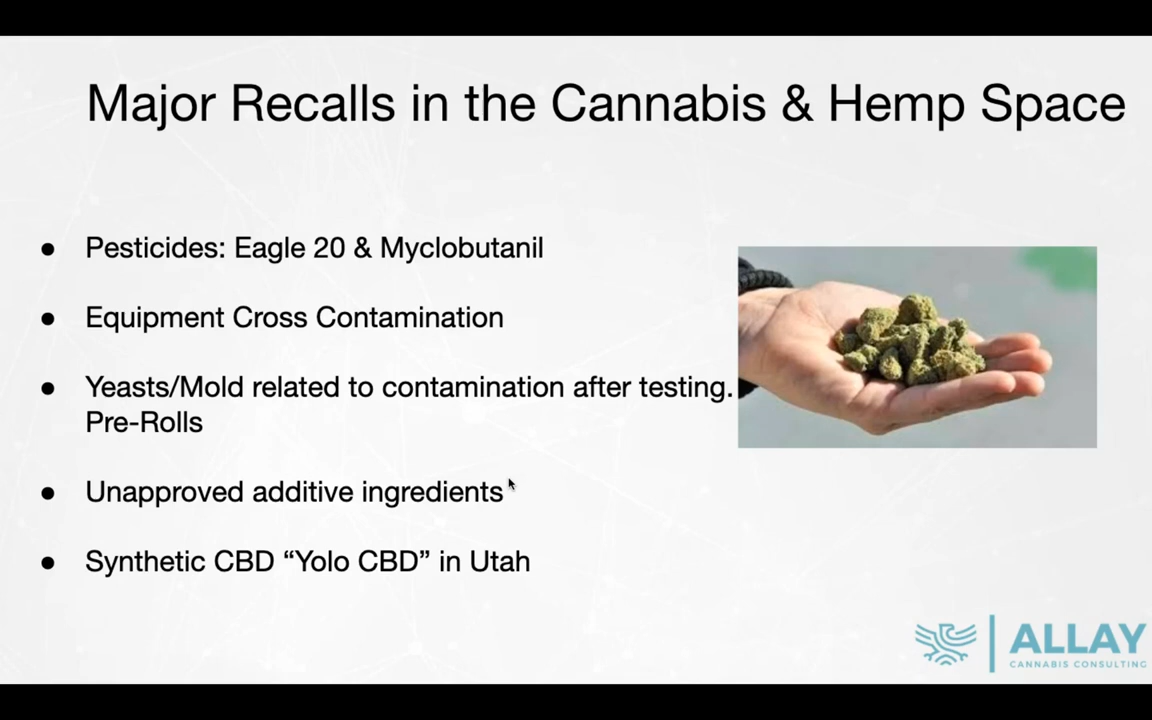 Major Recalls in the Cannabis & Hemp Space
● Pesticides: Eagle 20 & Myclobutanil
● Equipment Cross Contamination
● Yeasts/Mold related to contamination after testing.
Pre-Rolls
● Unapproved additive ingredients
● Synthetic CBD “Yolo CBD” in Utah
ALLAY
CANNABIS CONSULTING